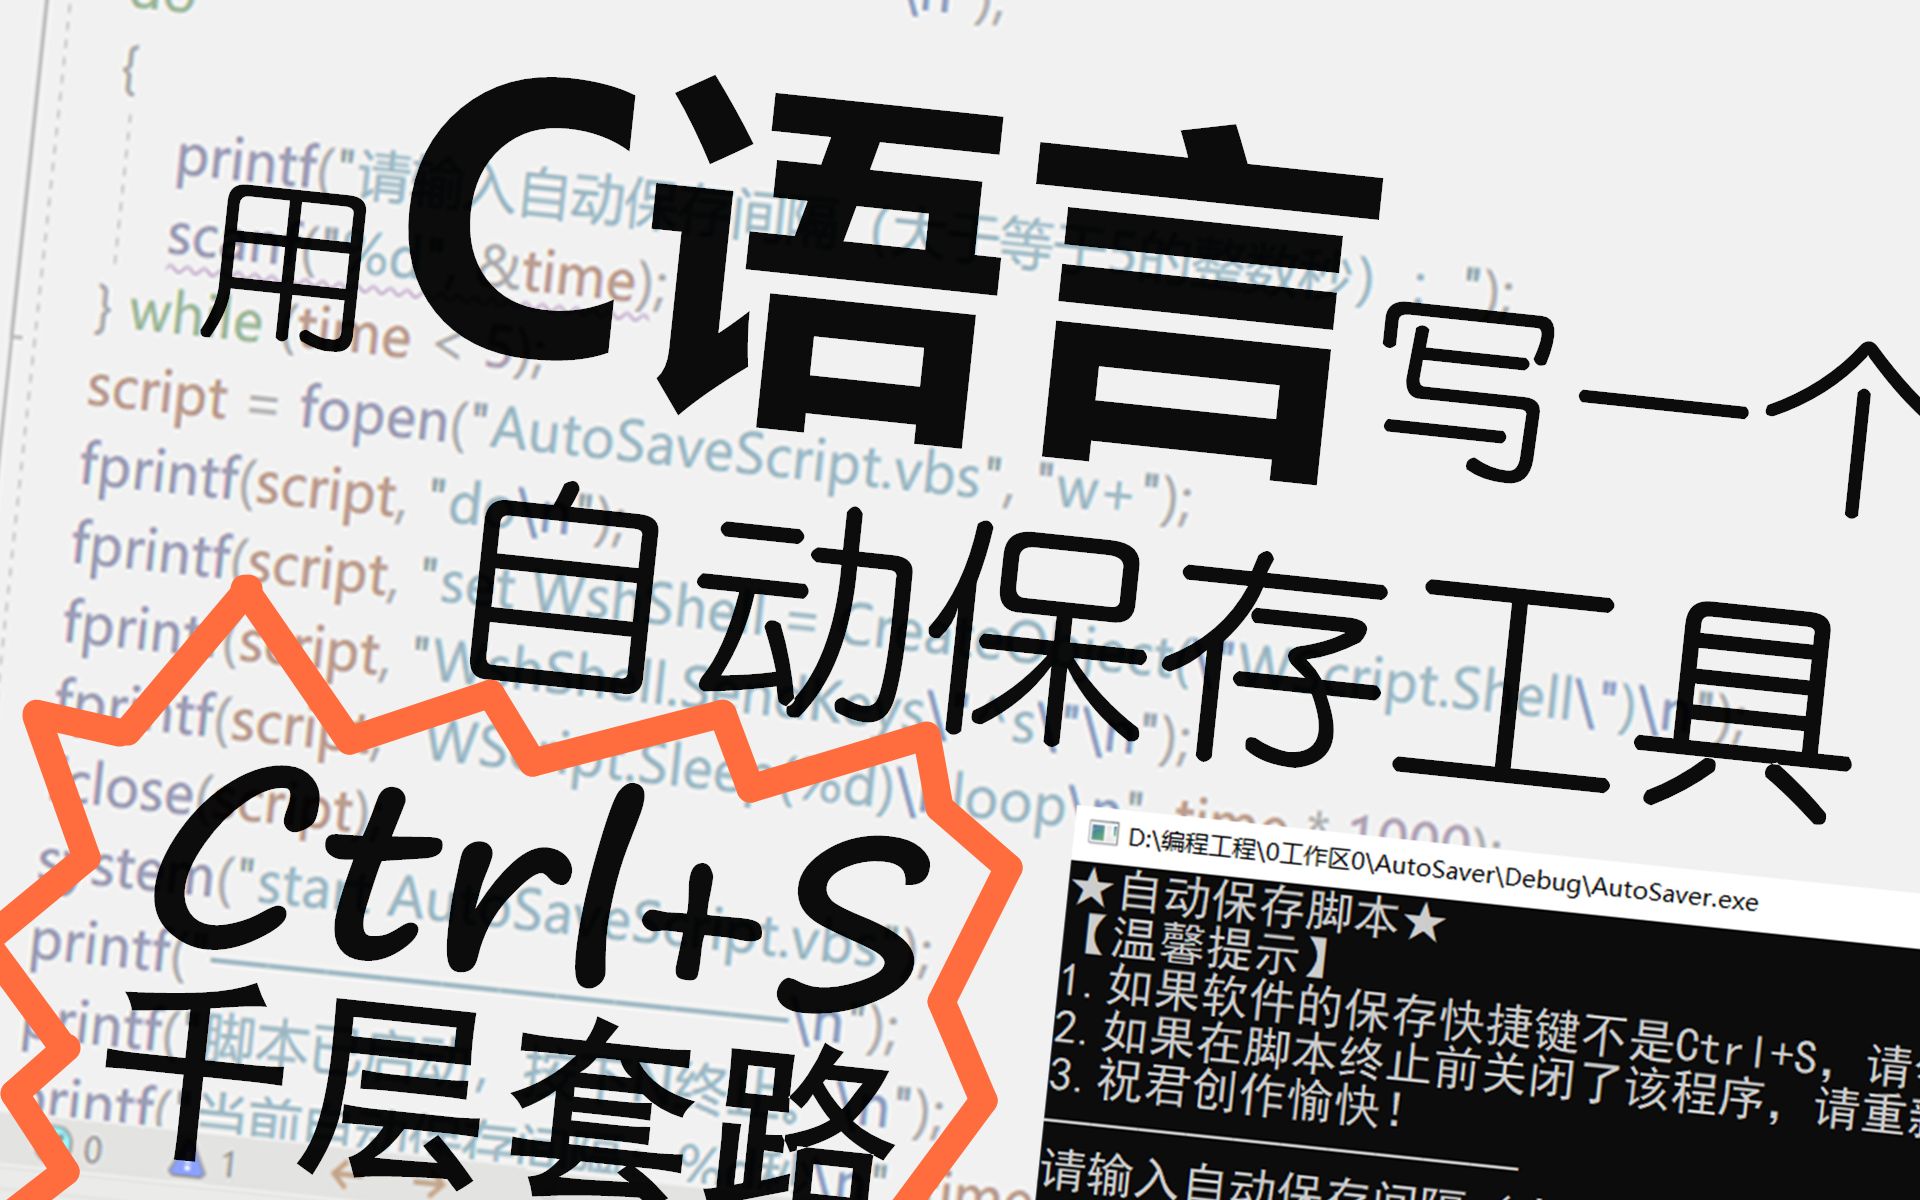 do
\n");
{
printf("请输入自动保存间隔（大于等于5的整数秒）：");
scanf("%d", &time);
} while (time < 5);
script = fopen("AutoSaveScript.vbs", "w+");
fprintf(script, "do\n");
fprintf(script, "set WshShell = CreateObject(\"Wscript.Shell\")\n");
fprintf(script, "WshShell.SendKeys\"^s\"\n");
fprintf(script, "WScript.Sleep(%d)\nloop\n", time * 1000);
fclose(script);
system("start AutoSaveScript.vbs");
printf("————————————\n");
printf("脚本已启动，按下N终止。\n");
printf("当前自动保存间隔：%d秒\n", time
0
1
用C语言写一个
自动保存工具
Ctrl+S
千层套路
D:\编程工程\0工作区0\AutoSaver\Debug\AutoSaver.exe
★自动保存脚本★
【温馨提示】
1.如果软件的保存快捷键不是Ctrl+S，请
2.如果在脚本终止前关闭了该程序，请重新
3.祝君创作愉快！
请输入自动保存间隔（